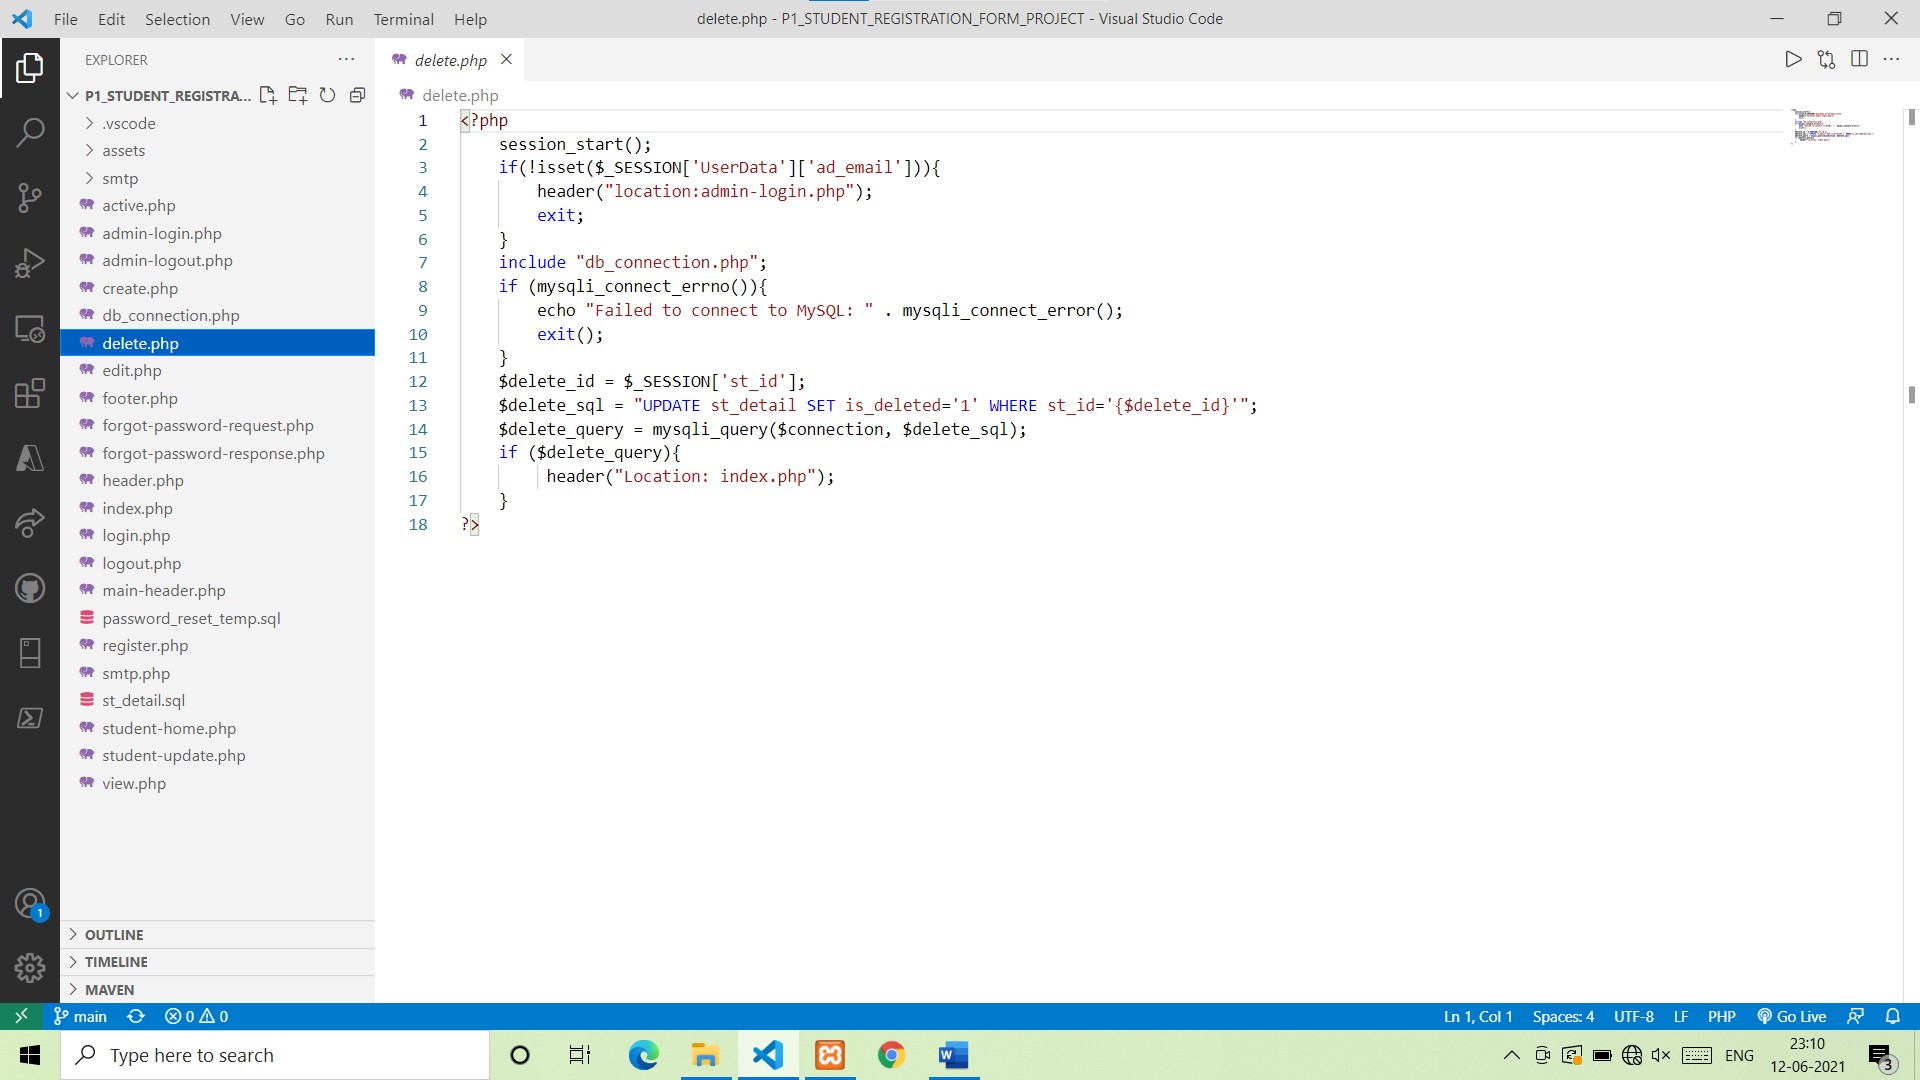 File Edit Selection View Go Run Terminal Help
delete.php - P1_STUDENT_REGISTRATION_FORM_PROJECT - Visual Studio Code
EXPLORER
P1_STUDENT_REGISTRA...
.vscode
assets
smtp
active.php
admin-login.php
admin-logout.php
create.php
db_connection.php
delete.php
edit.php
footer.php
forgot-password-request.php
forgot-password-response.php
header.php
index.php
login.php
logout.php
main-header.php
password_reset_temp.sql
register.php
smtp.php
st_detail.sql
student-home.php
student-update.php
view.php
OUTLINE
TIMELINE
MAVEN
delete.php
delete.php
1 <?php
2 session_start();
3 if(!isset($_SESSION['UserData']['ad_email'])){
4 header("location:admin-login.php");
5 exit;
6 }
7 include "db_connection.php";
8 if (mysqli_connect_errno()){
9 echo "Failed to connect to MySQL: " . mysqli_connect_error();
10 exit();
11 }
12 $delete_id = $_SESSION['st_id'];
13 $delete_sql = "UPDATE st_detail SET is_deleted='1' WHERE st_id='{$delete_id}'";
14 $delete_query = mysqli_query($connection, $delete_sql);
15 if ($delete_query){
16 header("Location: index.php");
17 }
18 ?>
1
main 0 0 Ln 1, Col 1 Spaces: 4 UTF-8 LF PHP Go Live
Type here to search
W
ENG
23:10
12-06-2021
3